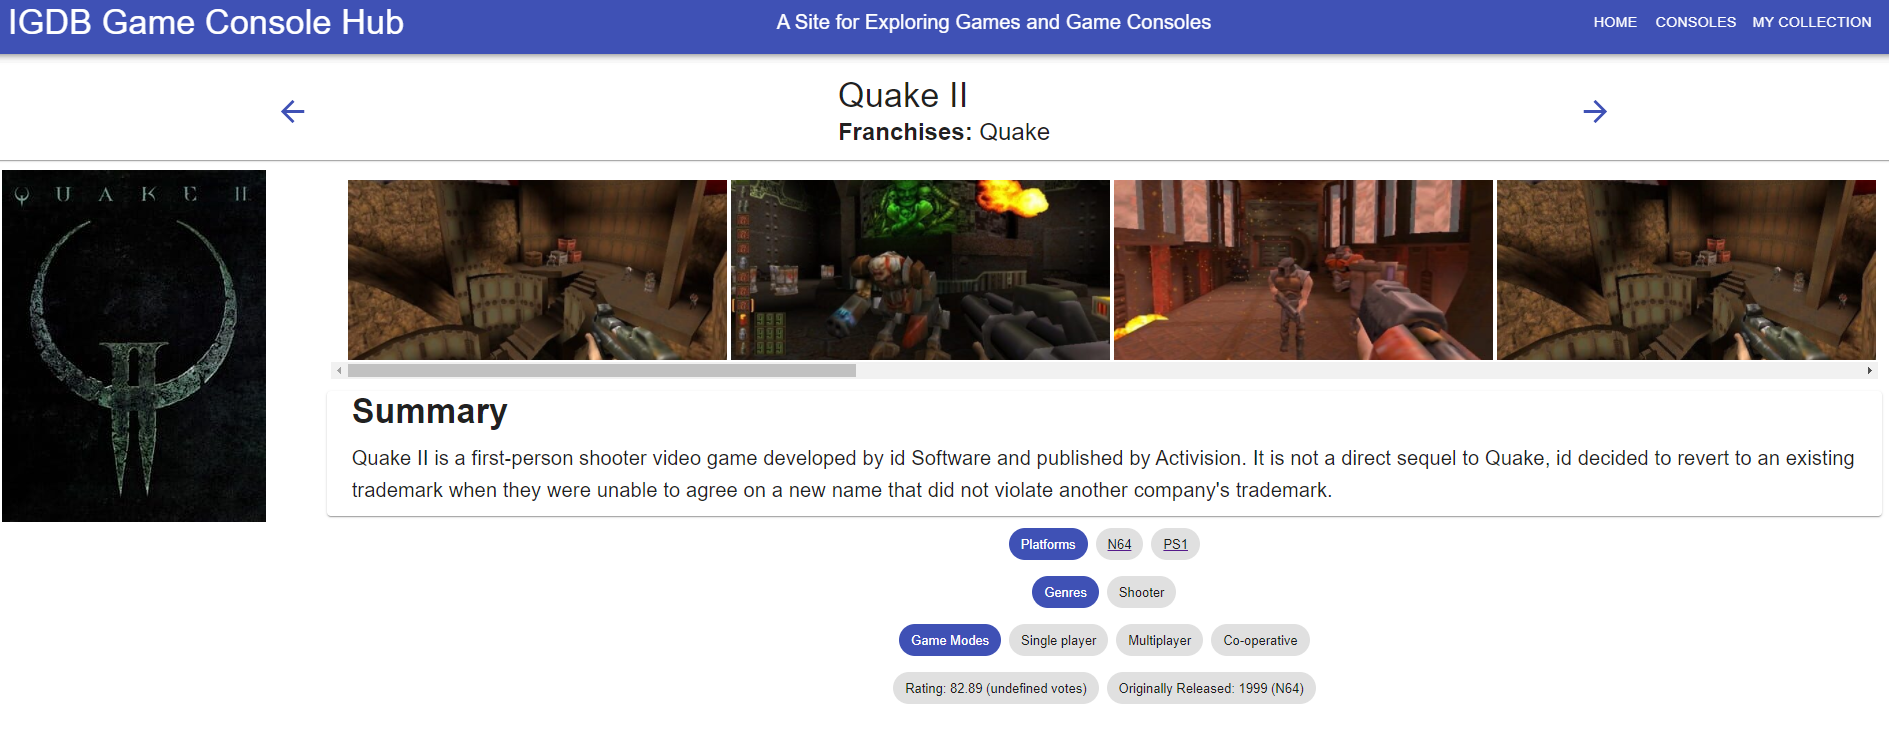 IGDB Game Console Hub
A Site for Exploring Games and Game Consoles
HOME CONSOLES MY COLLECTION
Quake II
Franchises: Quake
QUAKE II
Summary
Quake II is a first-person shooter video game developed by id Software and published by Activision. It is not a direct sequel to Quake, id decided to revert to an existing
trademark when they were unable to agree on a new name that did not violate another company's trademark.
Platforms N64 PS1
Genres Shooter
Game Modes Single player Multiplayer Co-operative
Rating: 82.89 (undefined votes) Originally Released: 1999 (N64)